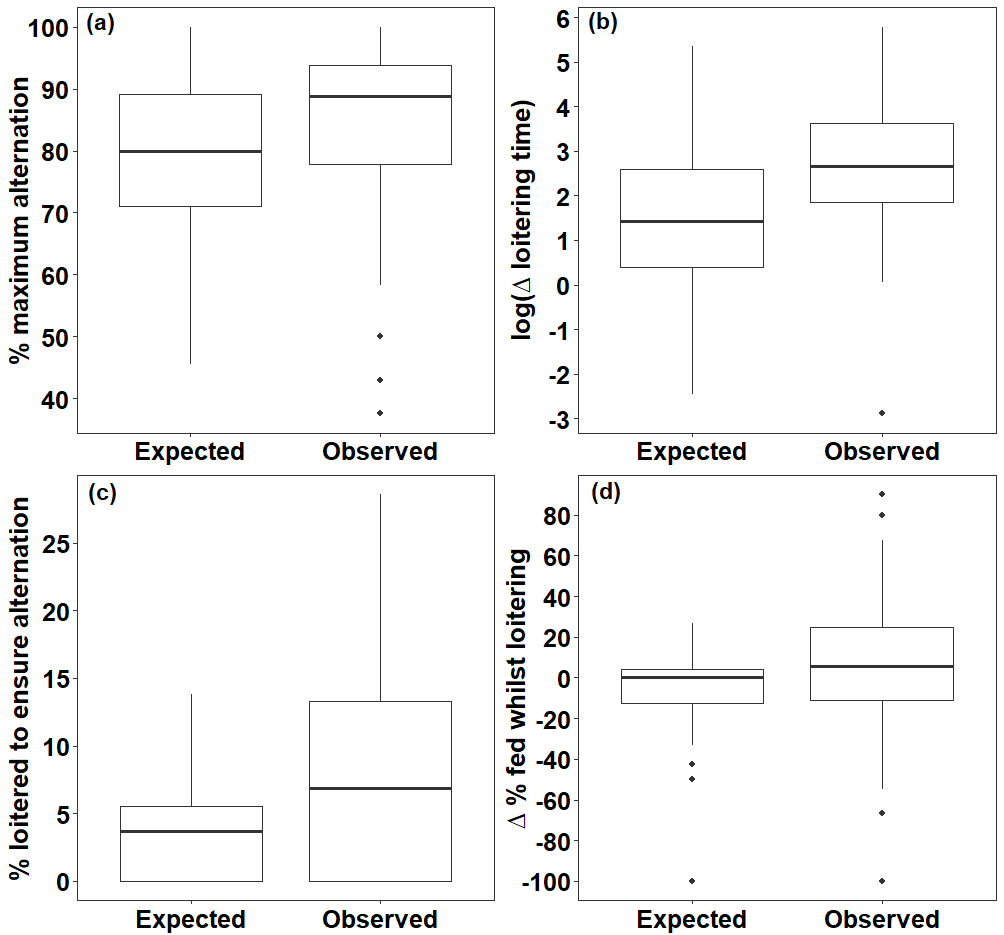 (a)
% maximum alternation
100
90
80
70
60
50
40
Expected Observed
(b)
log(Δ loitering time)
6
5
4
3
2
1
0
-1
-2
-3
Expected Observed
(c)
% loitered to ensure alternation
25
20
15
10
5
0
Expected Observed
(d)
Δ % fed whilst loitering
80
60
40
20
0
-20
-40
-60
-80
-100
Expected Observed